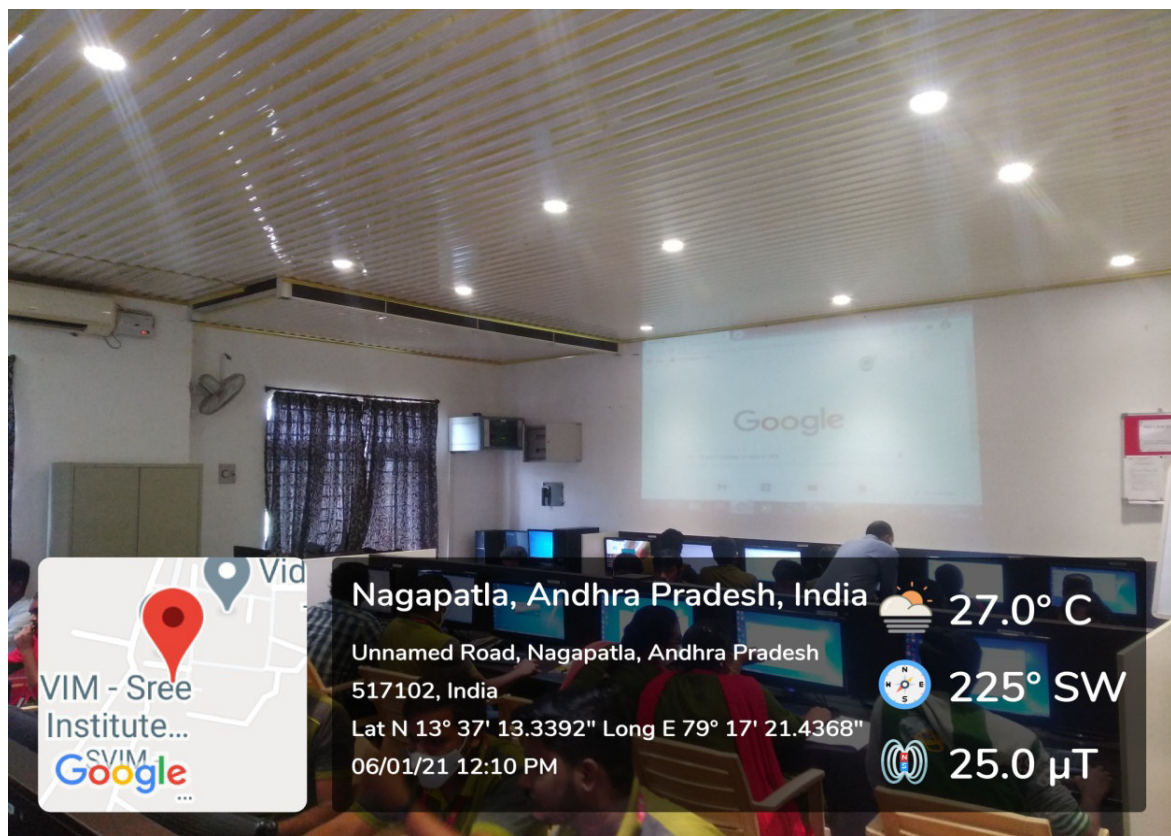 Google
Vid
VIM - Sree
Institute...
SVIM
Google
...
Nagapatla, Andhra Pradesh, India
Unnamed Road, Nagapatla, Andhra Pradesh
517102, India
Lat N 13° 37' 13.3392" Long E 79° 17' 21.4368"
06/01/21 12:10 PM
27.0° C
225° SW
25.0 µT